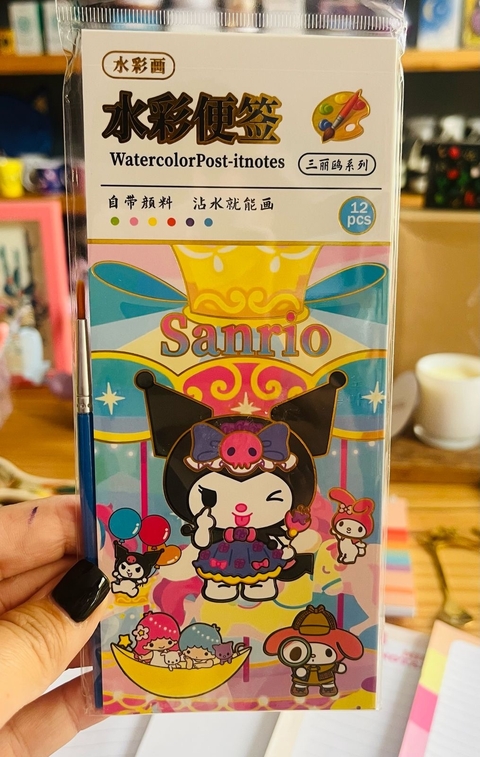 水彩画
水彩便签
WatercolorPost-itnotes
三丽鸥系列
自带颜料 沾水就能画
12
pcs
Sanrio